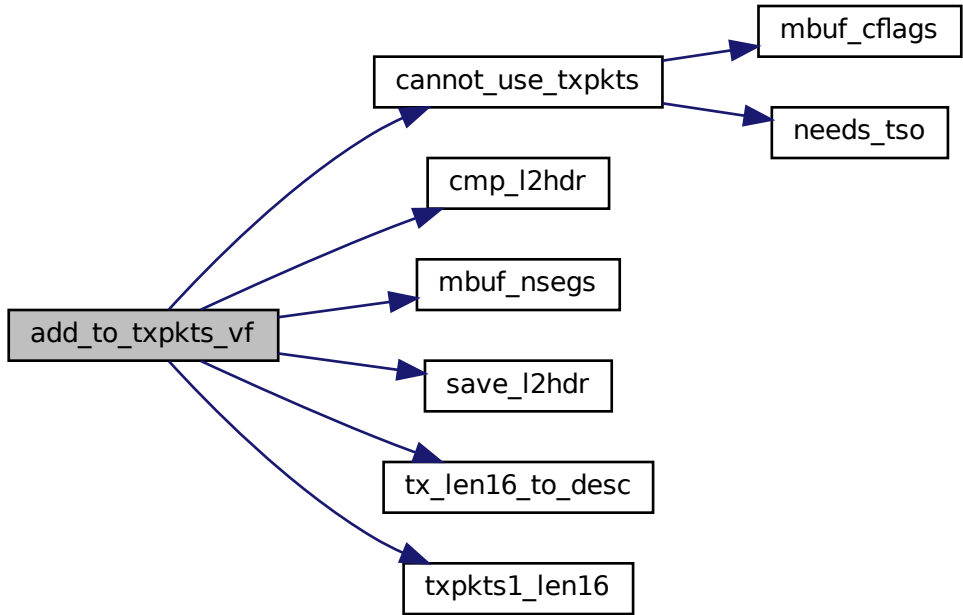 mbuf_cflags
cannot_use_txpkts
needs_tso
cmp_l2hdr
mbuf_nsegs
add_to_txpkts_vf
save_l2hdr
tx_len16_to_desc
txpkts1_len16